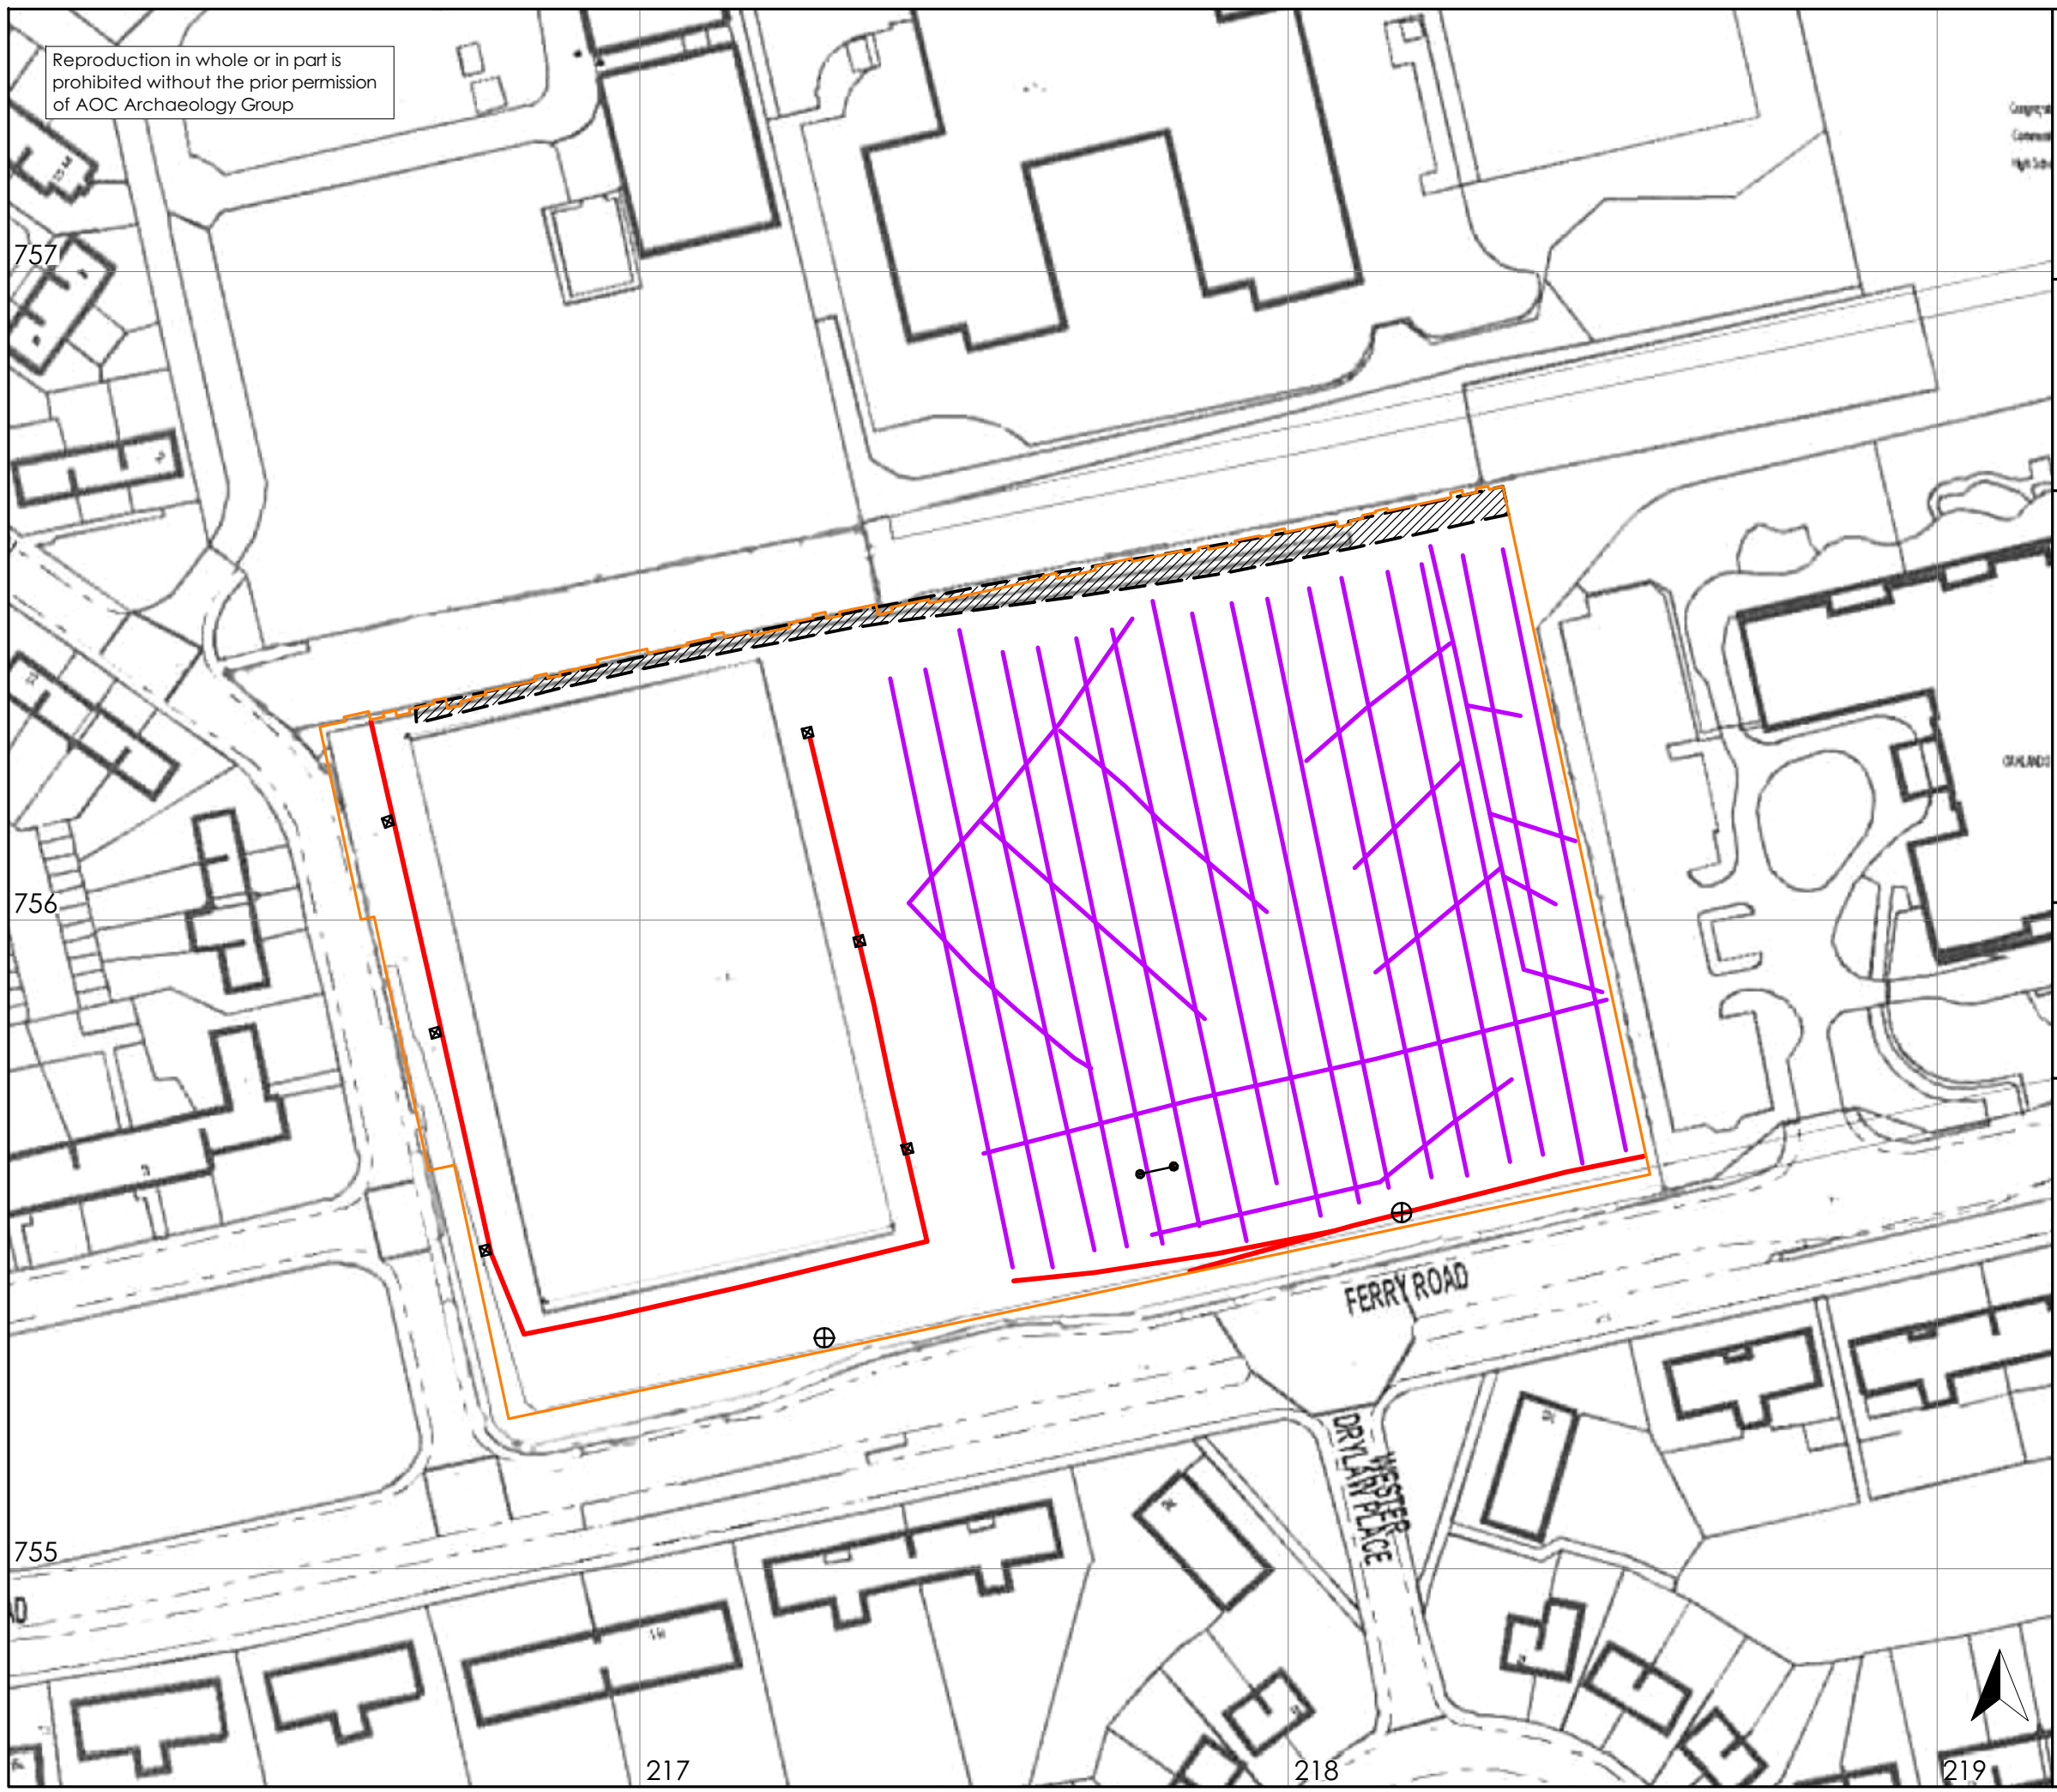 Reproduction in whole or in part is
prohibited without the prior permission
of AOC Archaeology Group
757
756
755
FERRY ROAD
WESTER
DRYLAW PLACE
OAKLANDS
217
218
219